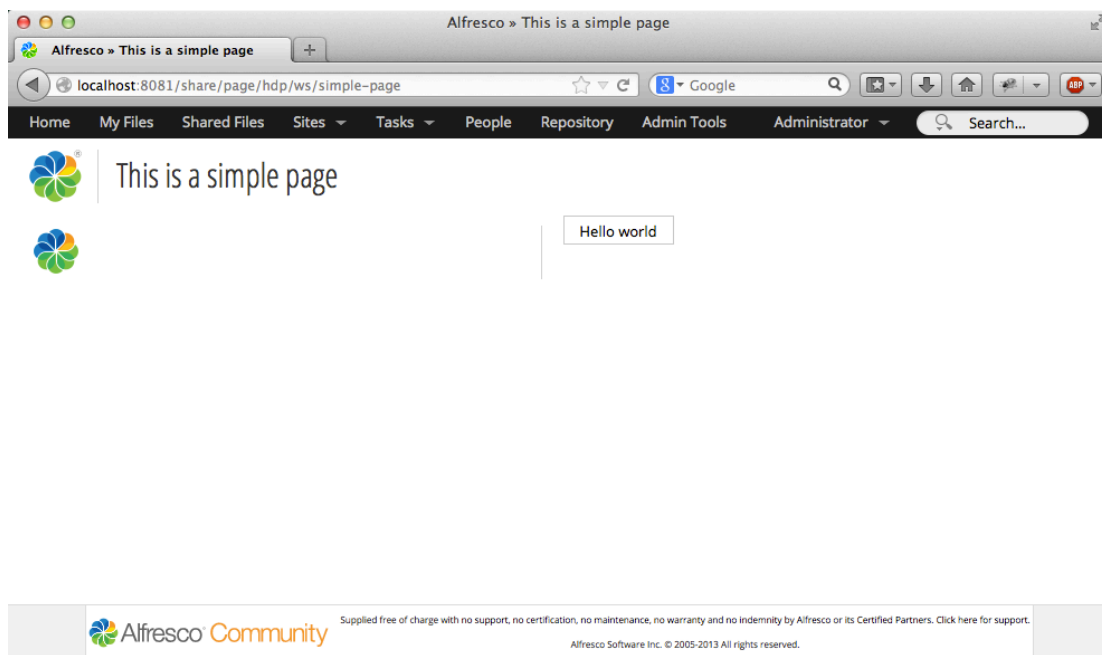 Alfresco » This is a simple page
Alfresco » This is a simple page
localhost:8081/share/page/hdp/ws/simple-page Google ABP
Home My Files Shared Files Sites Tasks People Repository Admin Tools Administrator Search...
This is a simple page
Hello world
Alfresco Community
Supplied free of charge with no support, no certification, no maintenance, no warranty and no indemnity by Alfresco or its Certified Partners. Click here for support.
Alfresco Software Inc. © 2005-2013 All rights reserved.